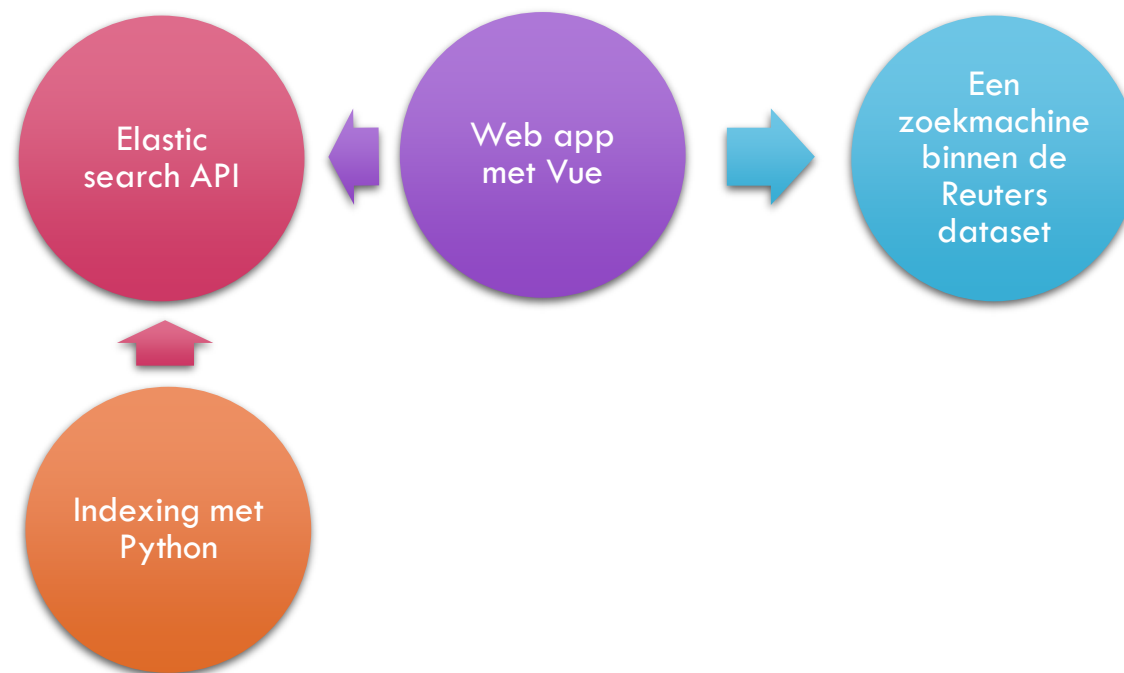 Elastic
search API
Web app
met Vue
Een
zoekmachine
binnen de
Reuters
dataset
Indexing met
Python